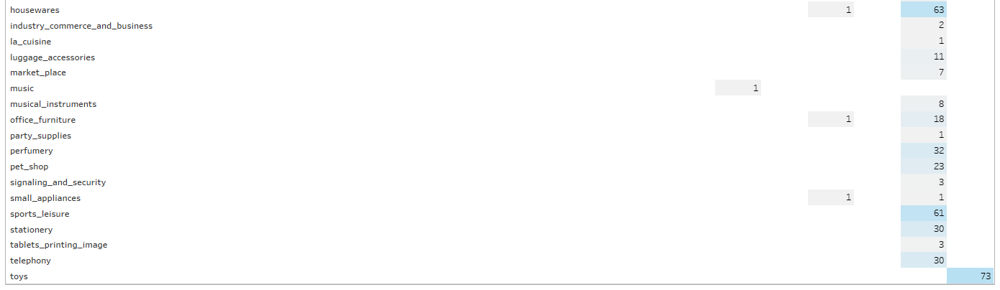 housewares 1 63
industry_commerce_and_business 2
la_cuisine 1
luggage_accessories 11
market_place 7
music 1
musical_instruments 8
office_furniture 1 18
party_supplies 1
perfumery 32
pet_shop 23
signaling_and_security 3
small_appliances 1 1
sports_leisure 61
stationery 30
tablets_printing_image 3
telephony 30
toys 73